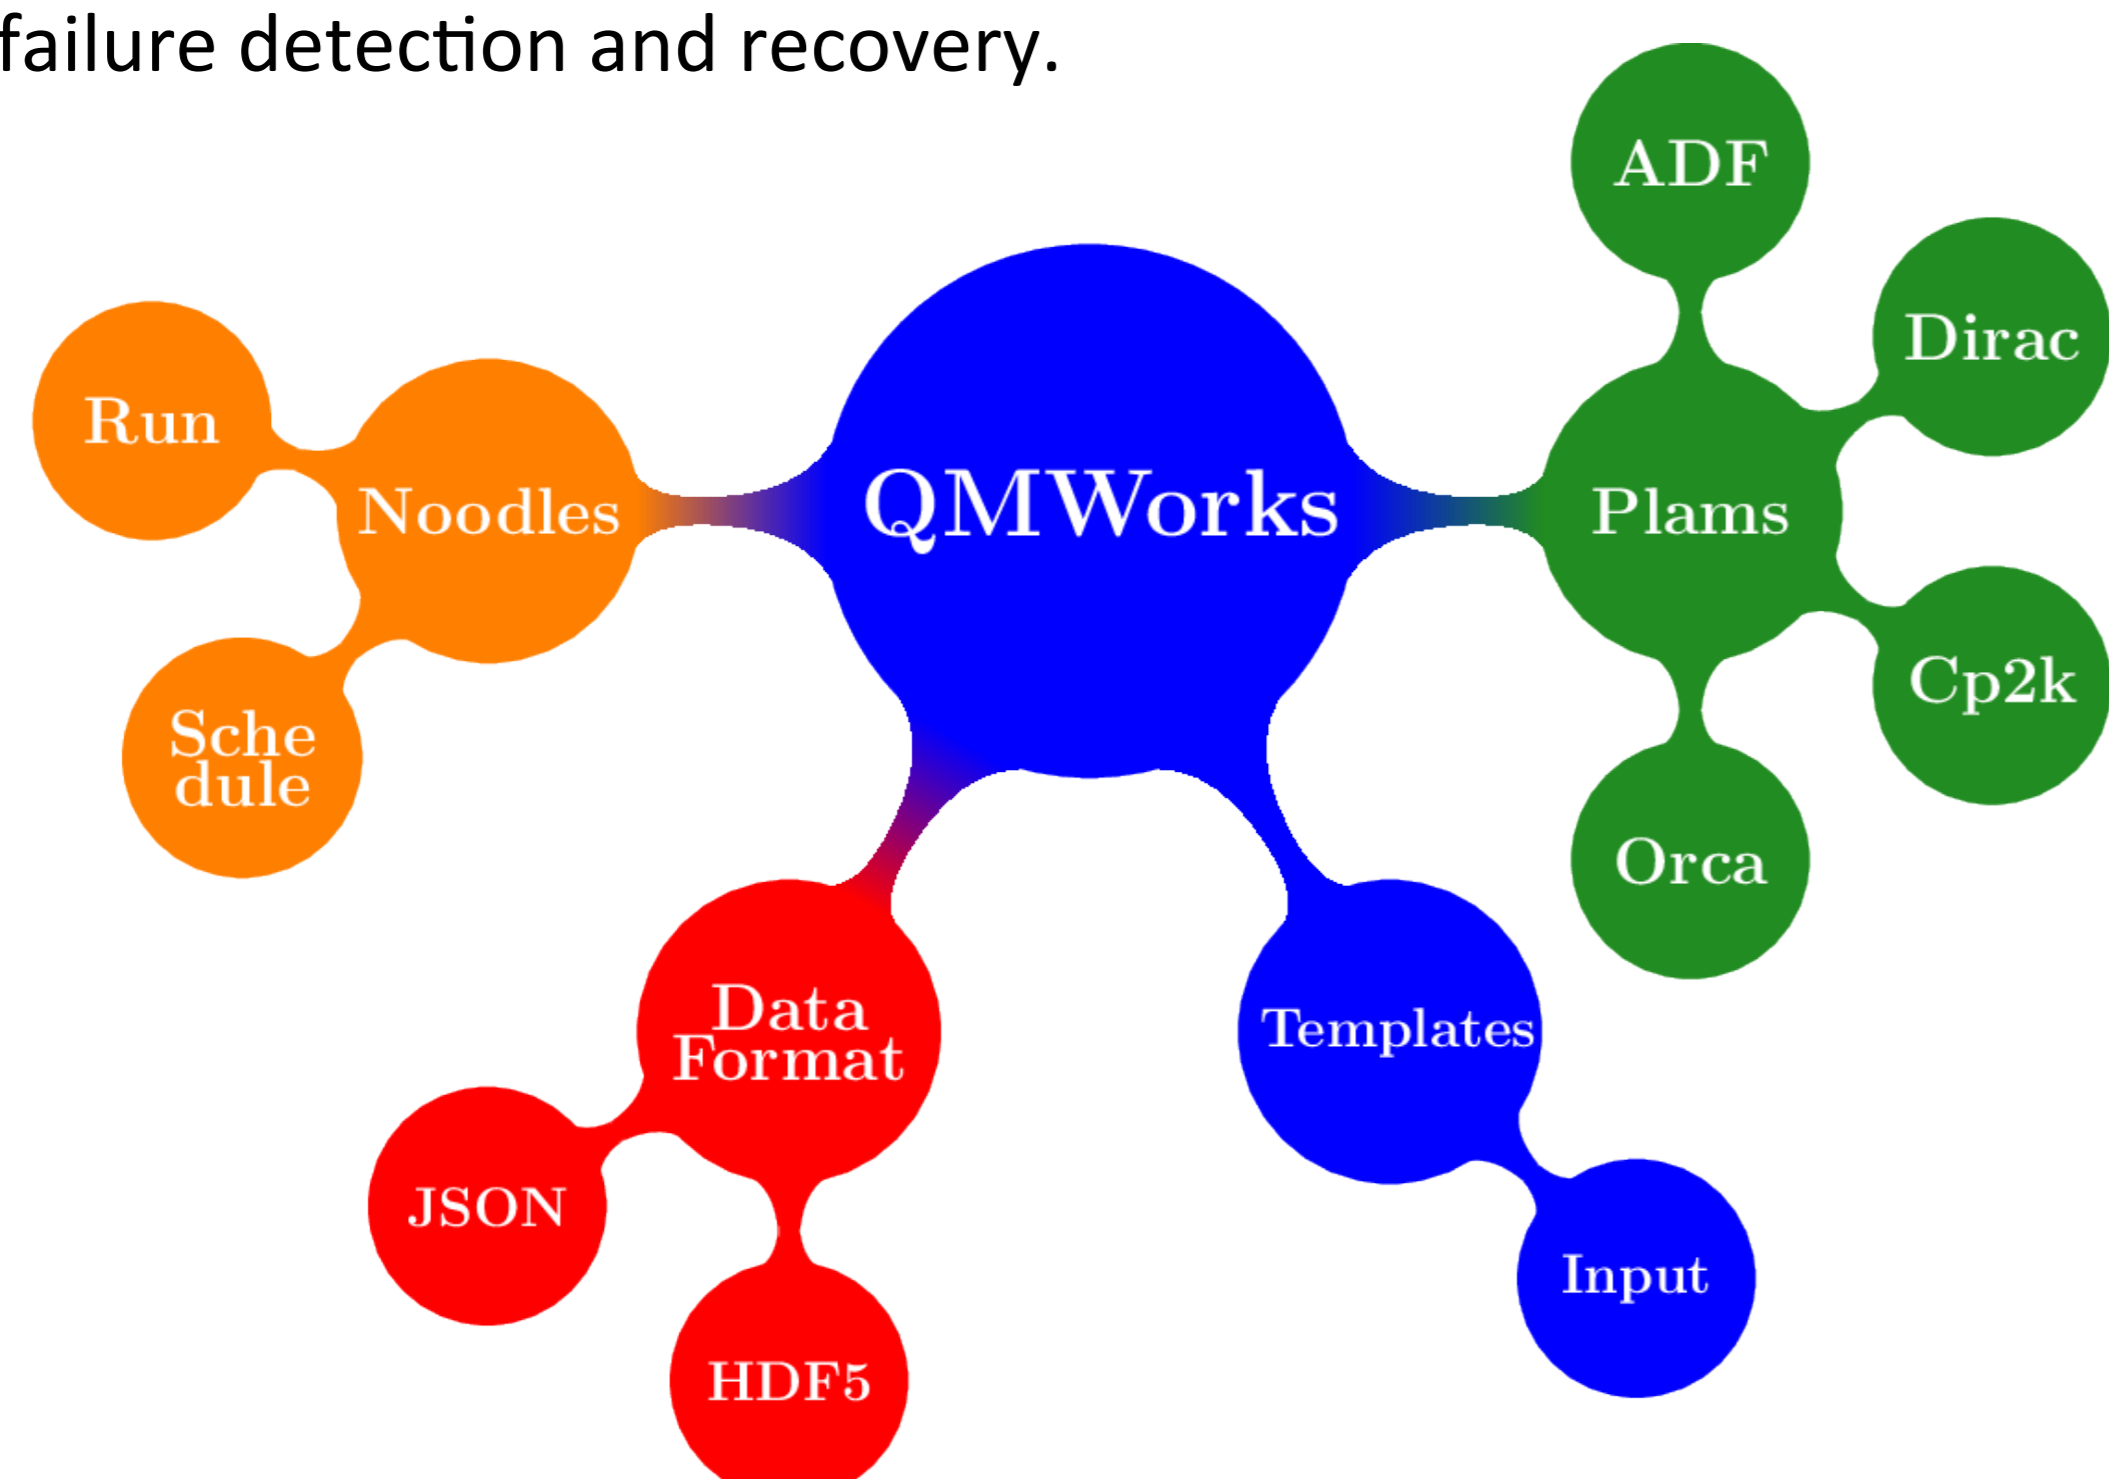 failure detection and recovery.
ADF
Dirac
Run
Noodles
QMWorks
Plams
Cp2k
Sche
dule
Orca
Data
Format
Templates
JSON
Input
HDF5